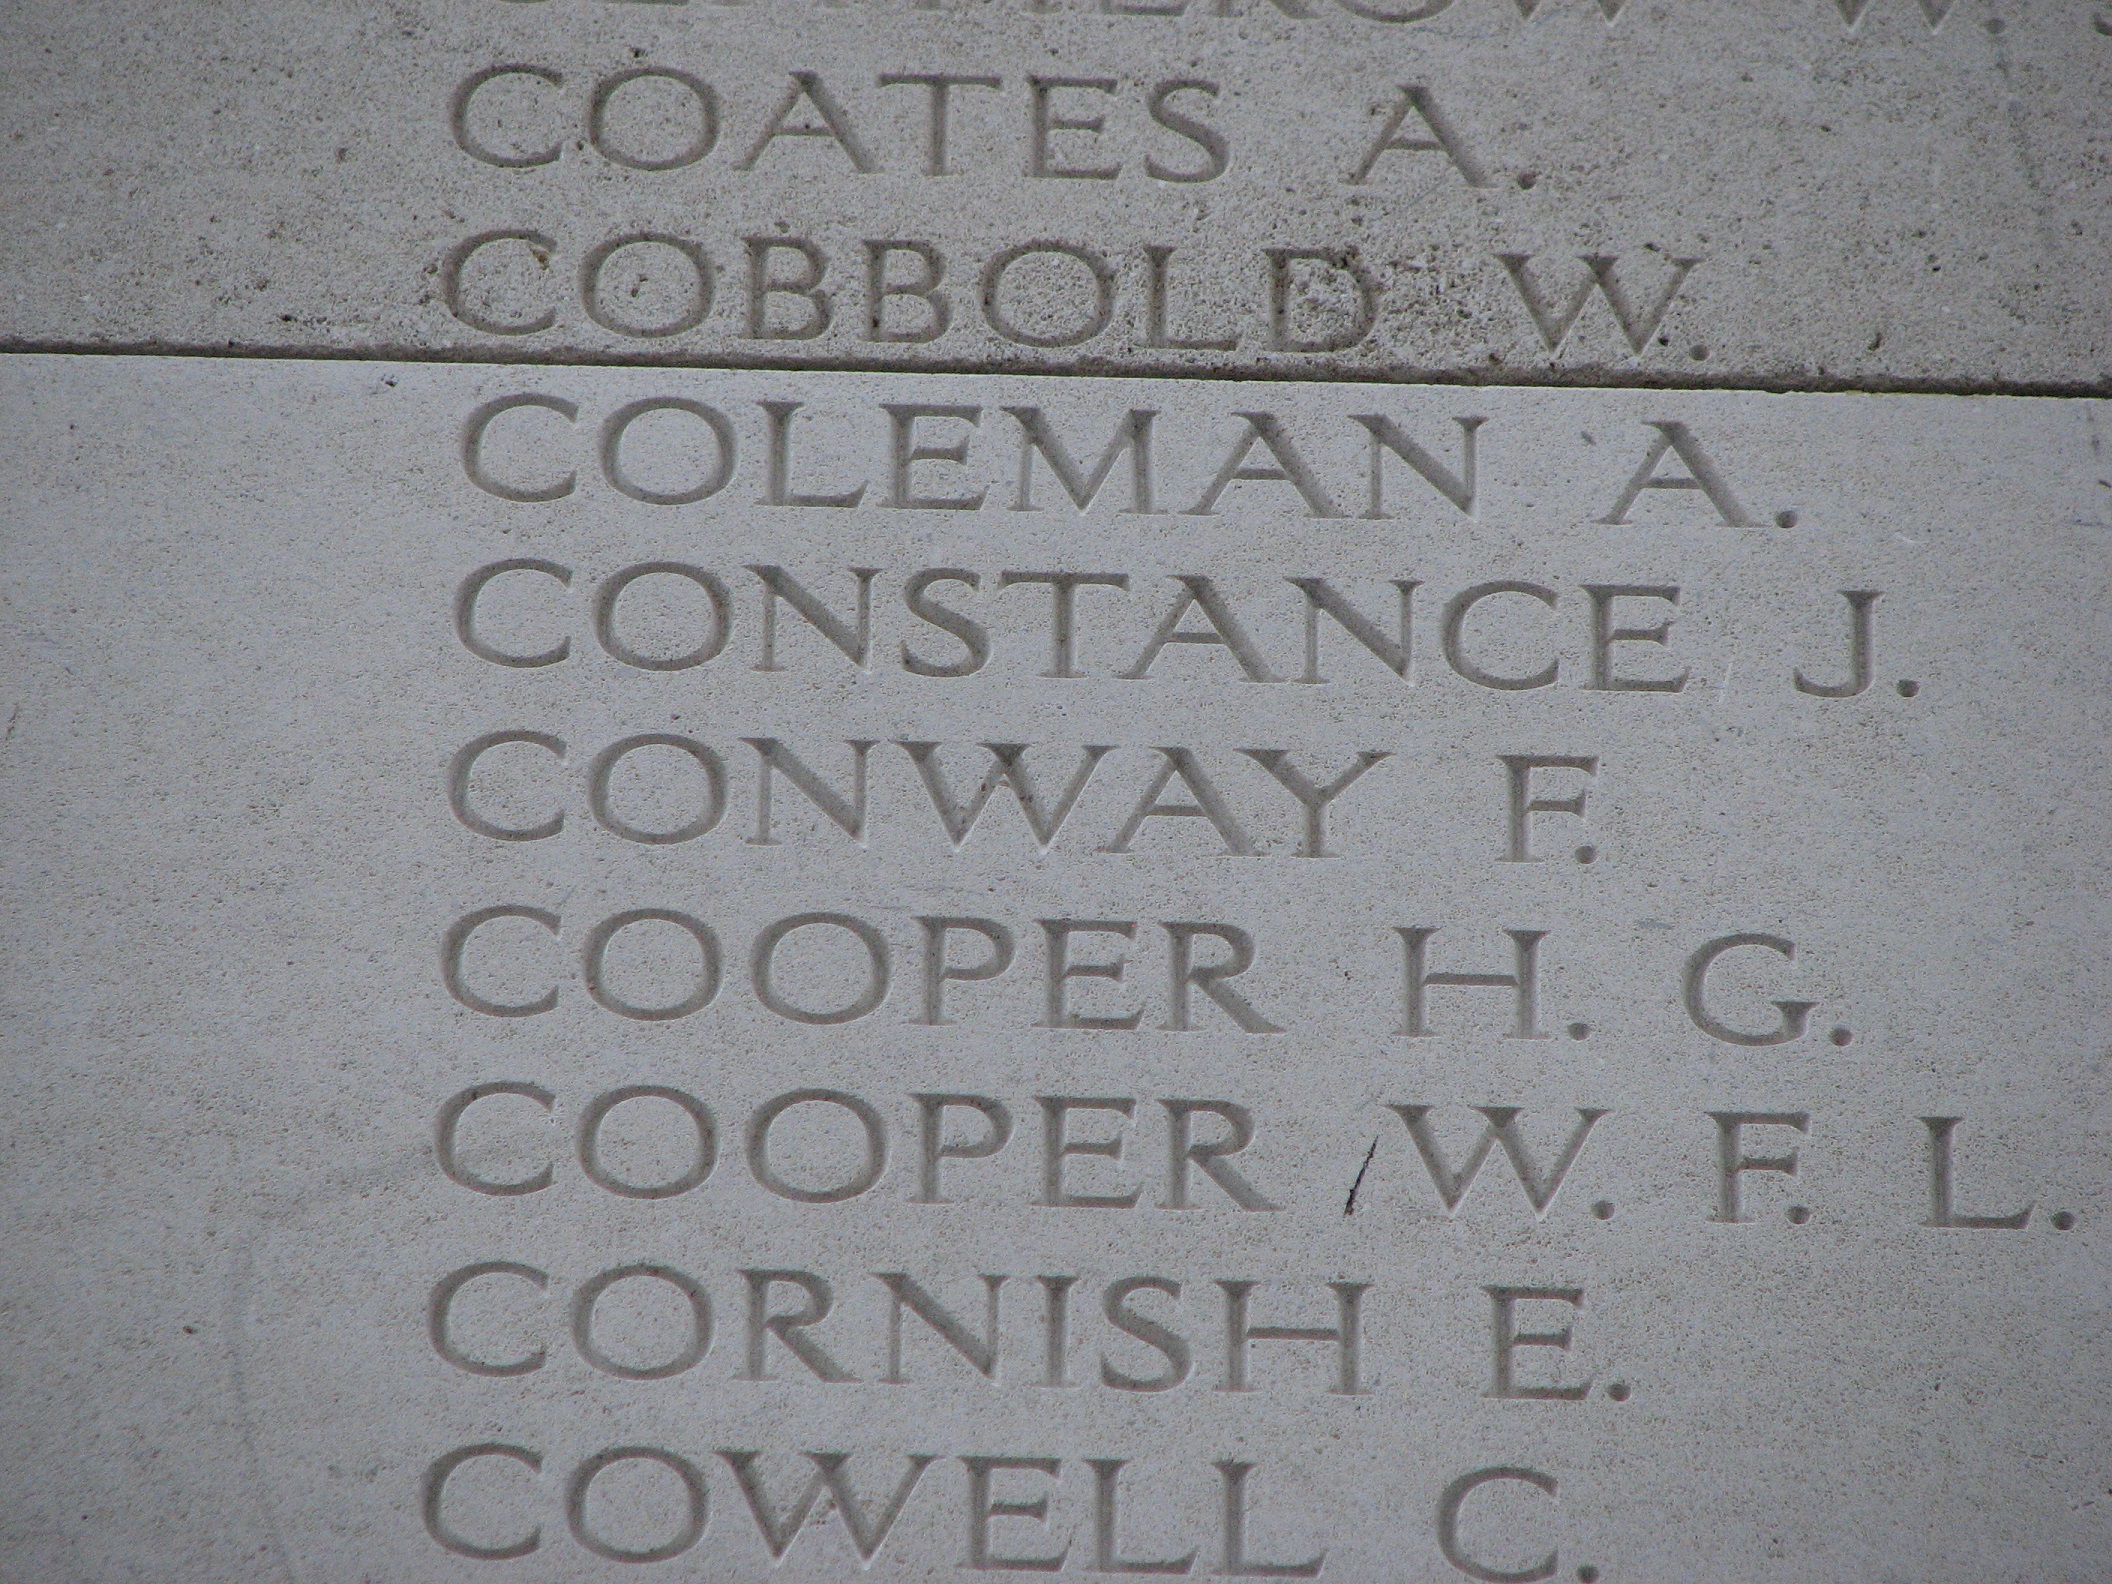 COATES A.
COBBOLD W.
COLEMAN A.
CONSTANCE J.
CONWAY F.
COOPER H. G.
COOPER W. F. L.
CORNISH E.
COWELL C.